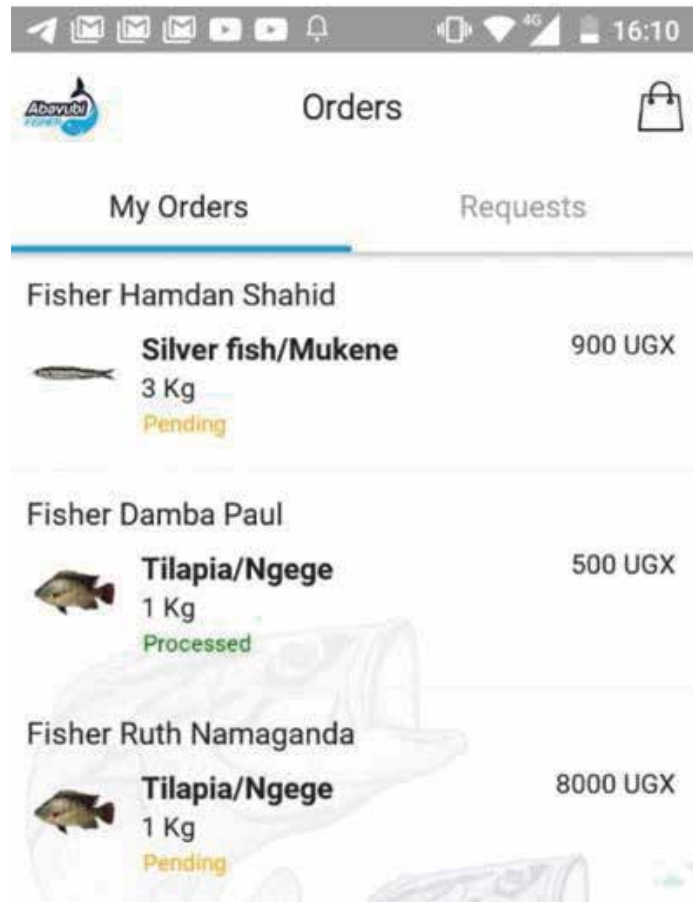 4G
16:10
Abavubi
FISHER
Orders
My Orders
Requests
Fisher Hamdan Shahid
Silver fish/Mukene
900 UGX
3 Kg
Pending
Fisher Damba Paul
Tilapia/Ngege
500 UGX
1 Kg
Processed
Fisher Ruth Namaganda
Tilapia/Ngege
8000 UGX
1 Kg
Pending